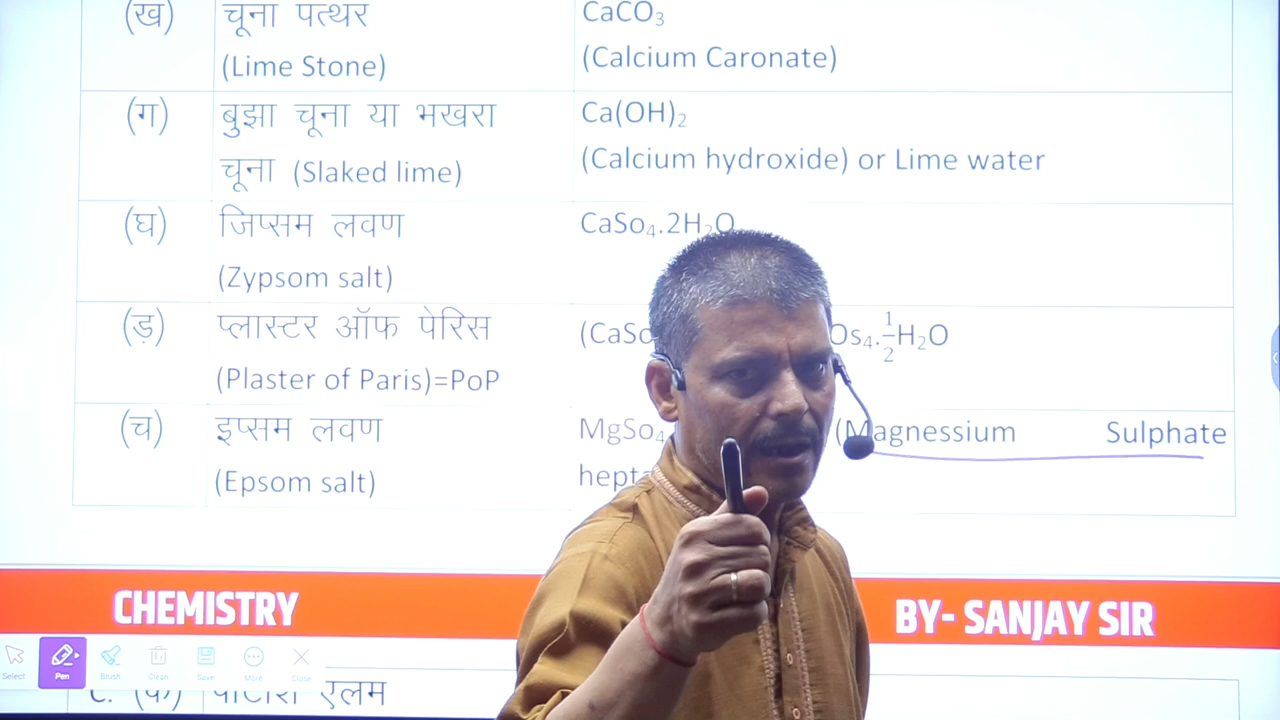 (ख) चूना पत्थर CaCO₃
(Lime Stone) (Calcium Caronate)
(ग) बुझा चूना या भखरा Ca(OH)₂
चूना (Slaked lime) (Calcium hydroxide) or Lime water
(घ) जिप्सम लवण CaSo₄.2H₂O
(Zypsom salt)
(ड़) प्लास्टर ऑफ पेरिस (CaSo Os₄.½H₂O
(Plaster of Paris)=PoP
(च) इप्सम लवण MgSo₄ (Magnessium Sulphate
(Epsom salt) hepta
CHEMISTRY BY- SANJAY SIR
Select Pen Brush Clean Save More Close
(क) एलम